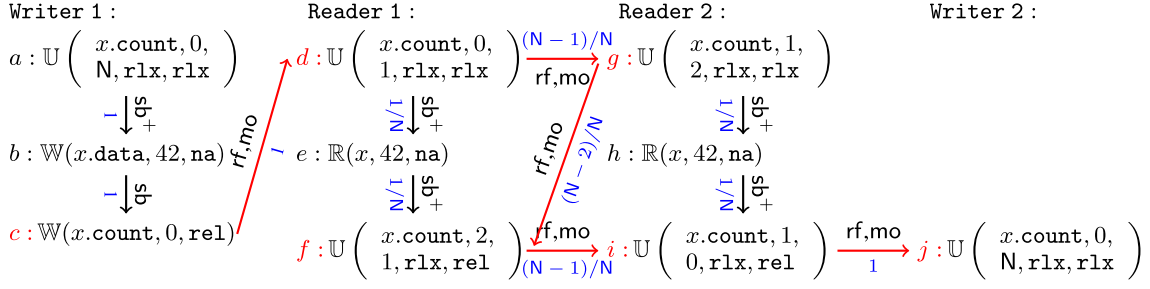 Writer 1 : Reader 1 : Reader 2 : Writer 2 :
(N − 1)/N
a : 𝕌 ( x.count, 0, N, rlx, rlx ) d : 𝕌 ( x.count, 0, 1, rlx, rlx ) g : 𝕌 ( x.count, 1, 2, rlx, rlx )
rf,mo
1 sb+ 1/N sb+ 1/N sb+
rf,mo 1 rf,mo (N − 2)/N
b : 𝕎(x.data, 42, na) e : ℝ(x, 42, na) h : ℝ(x, 42, na)
1 sb 1/N sb+ 1/N sb+
c : 𝕎(x.count, 0, rel) rf,mo rf,mo
f : 𝕌 ( x.count, 2, 1, rlx, rel ) i : 𝕌 ( x.count, 1, 0, rlx, rel ) j : 𝕌 ( x.count, 0, N, rlx, rlx )
(N − 1)/N 1